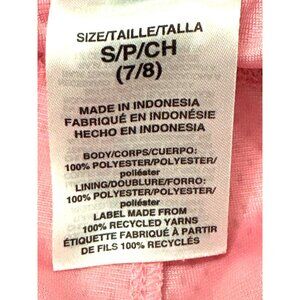 SIZE/TAILLE/TALLA
S/P/CH
(7/8)
MADE IN INDONESIA
FABRIQUÉ EN INDONÉSIE
HECHO EN INDONESIA
BODY/CORPS/CUERPO:
100% POLYESTER/POLYESTER/
poliéster
LINING/DOUBLURE/FORRO:
100% POLYESTER/POLYESTER/
poliéster
LABEL MADE FROM
100% RECYCLED YARNS
ÉTIQUETTE FABRIQUÉ À PARTIR
DE FILS 100% RECYCLÉS